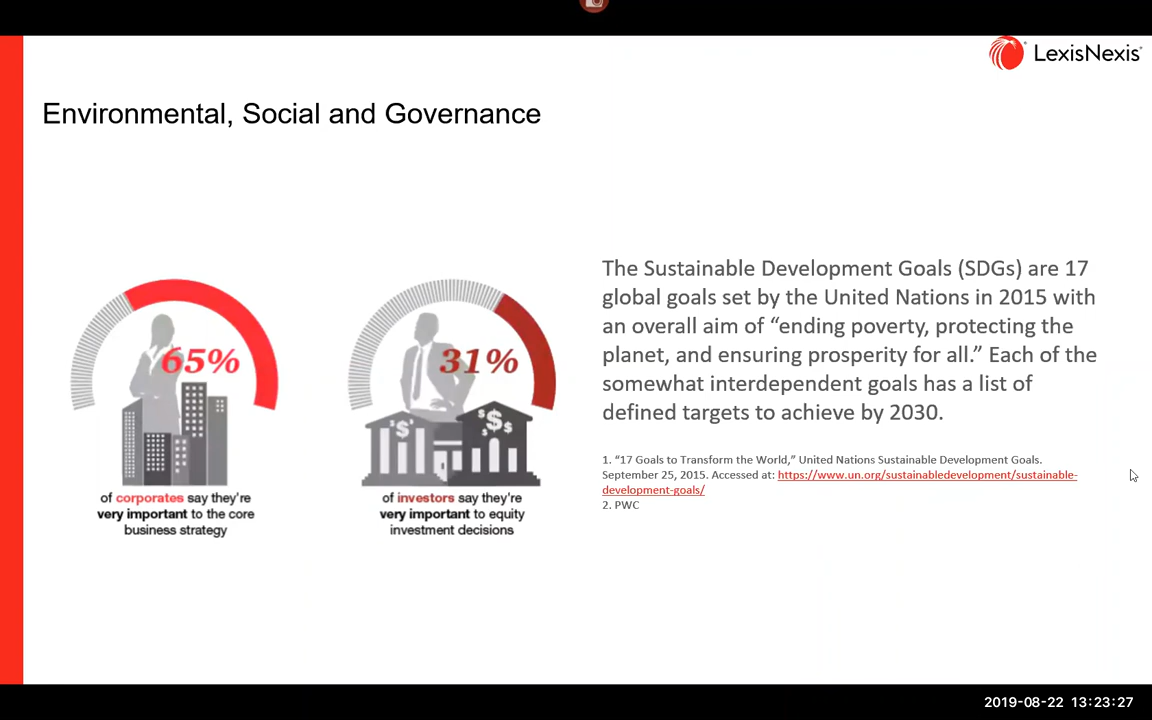 LexisNexis
Environmental, Social and Governance
65%
of corporates say they're
very important to the core
business strategy
31%
$
$
$
$
of investors say they're
very important to equity
investment decisions
The Sustainable Development Goals (SDGs) are 17
global goals set by the United Nations in 2015 with
an overall aim of “ending poverty, protecting the
planet, and ensuring prosperity for all.” Each of the
somewhat interdependent goals has a list of
defined targets to achieve by 2030.
1. “17 Goals to Transform the World,” United Nations Sustainable Development Goals.
September 25, 2015. Accessed at: https://www.un.org/sustainabledevelopment/sustainable-
development-goals/
2. PWC
2019-08-22 13:23:27